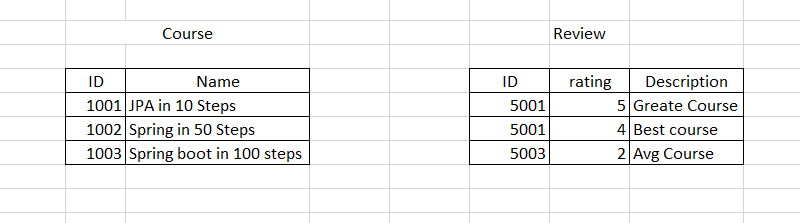 Course Review
ID Name ID rating Description
1001 JPA in 10 Steps 5001 5 Greate Course
1002 Spring in 50 Steps 5001 4 Best course
1003 Spring boot in 100 steps 5003 2 Avg Course